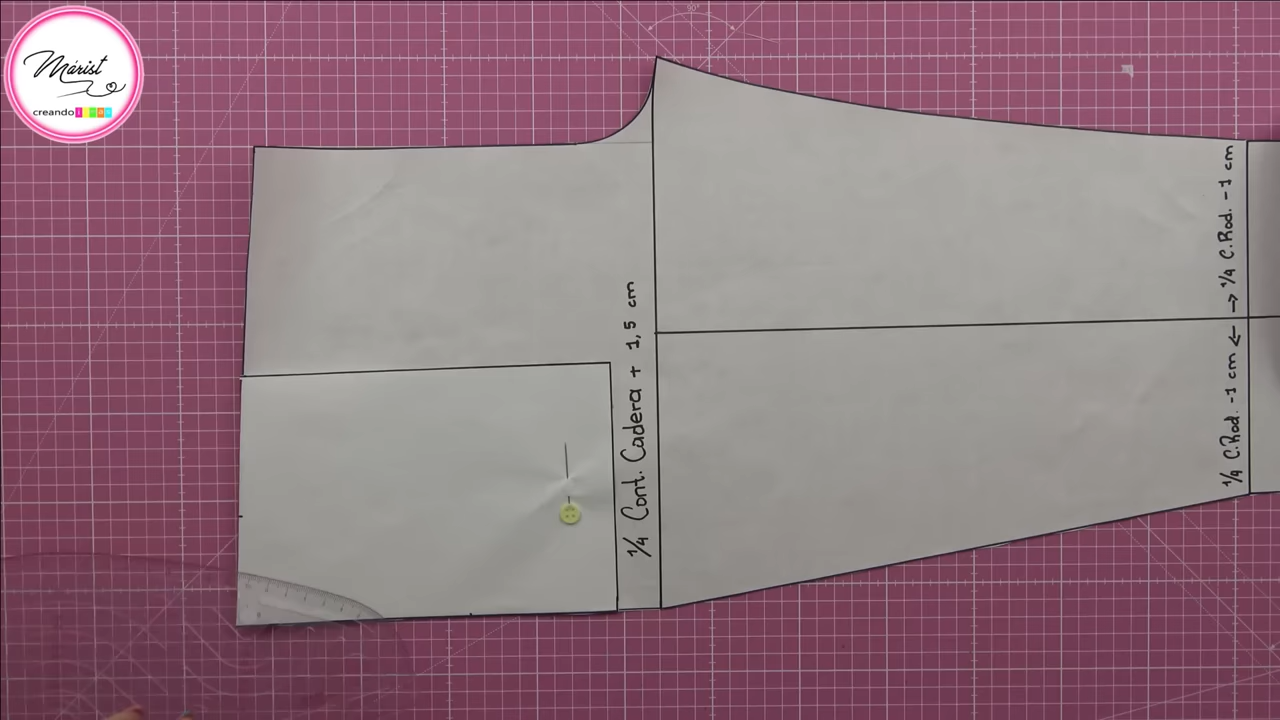 Márist
creando
90°
1/4 Cont. Cadera + 1,5 cm
1/4 C.Rod. -1 cm ← → 1/4 C.Rod. -1 cm